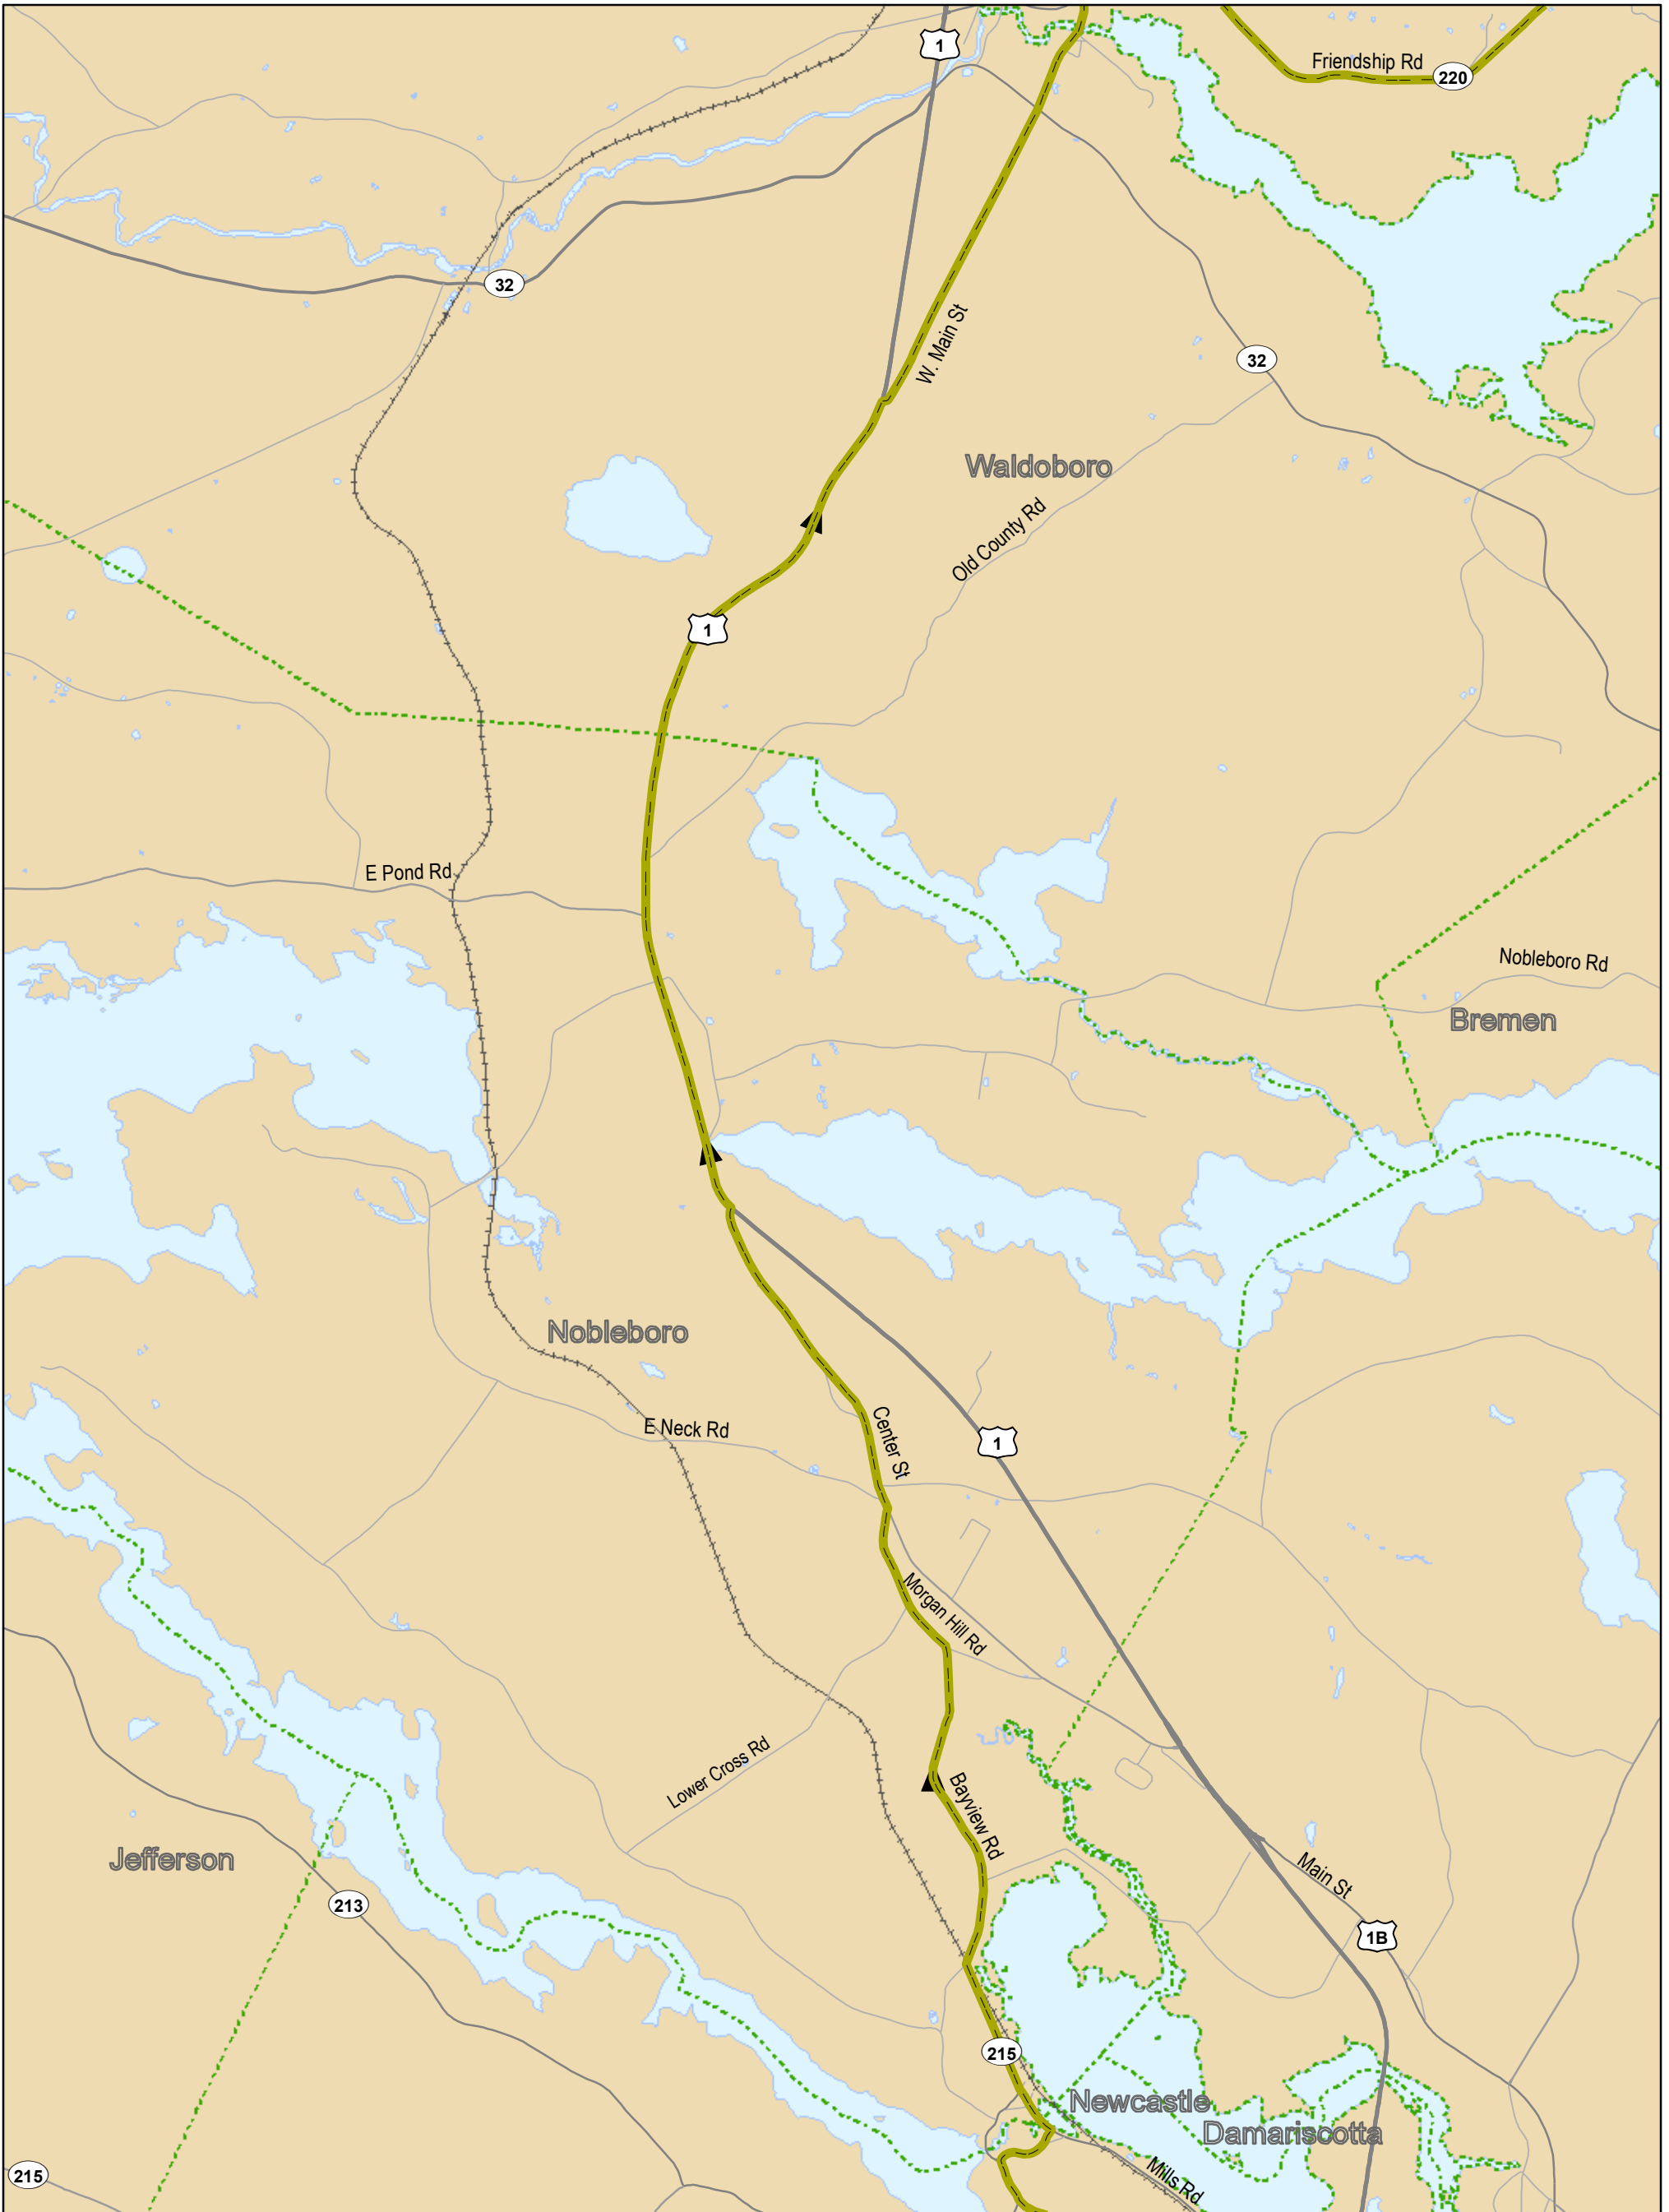 1
Friendship Rd
220
32
W. Main St
32
Waldoboro
Old County Rd
1
E Pond Rd
Nobleboro Rd
Bremen
Nobleboro
Center St
E Neck Rd
1
Morgan Hill Rd
Lower Cross Rd
Bayview Rd
Jefferson
Main St
213
1B
215
Newcastle
Damariscotta
Mills Rd
215